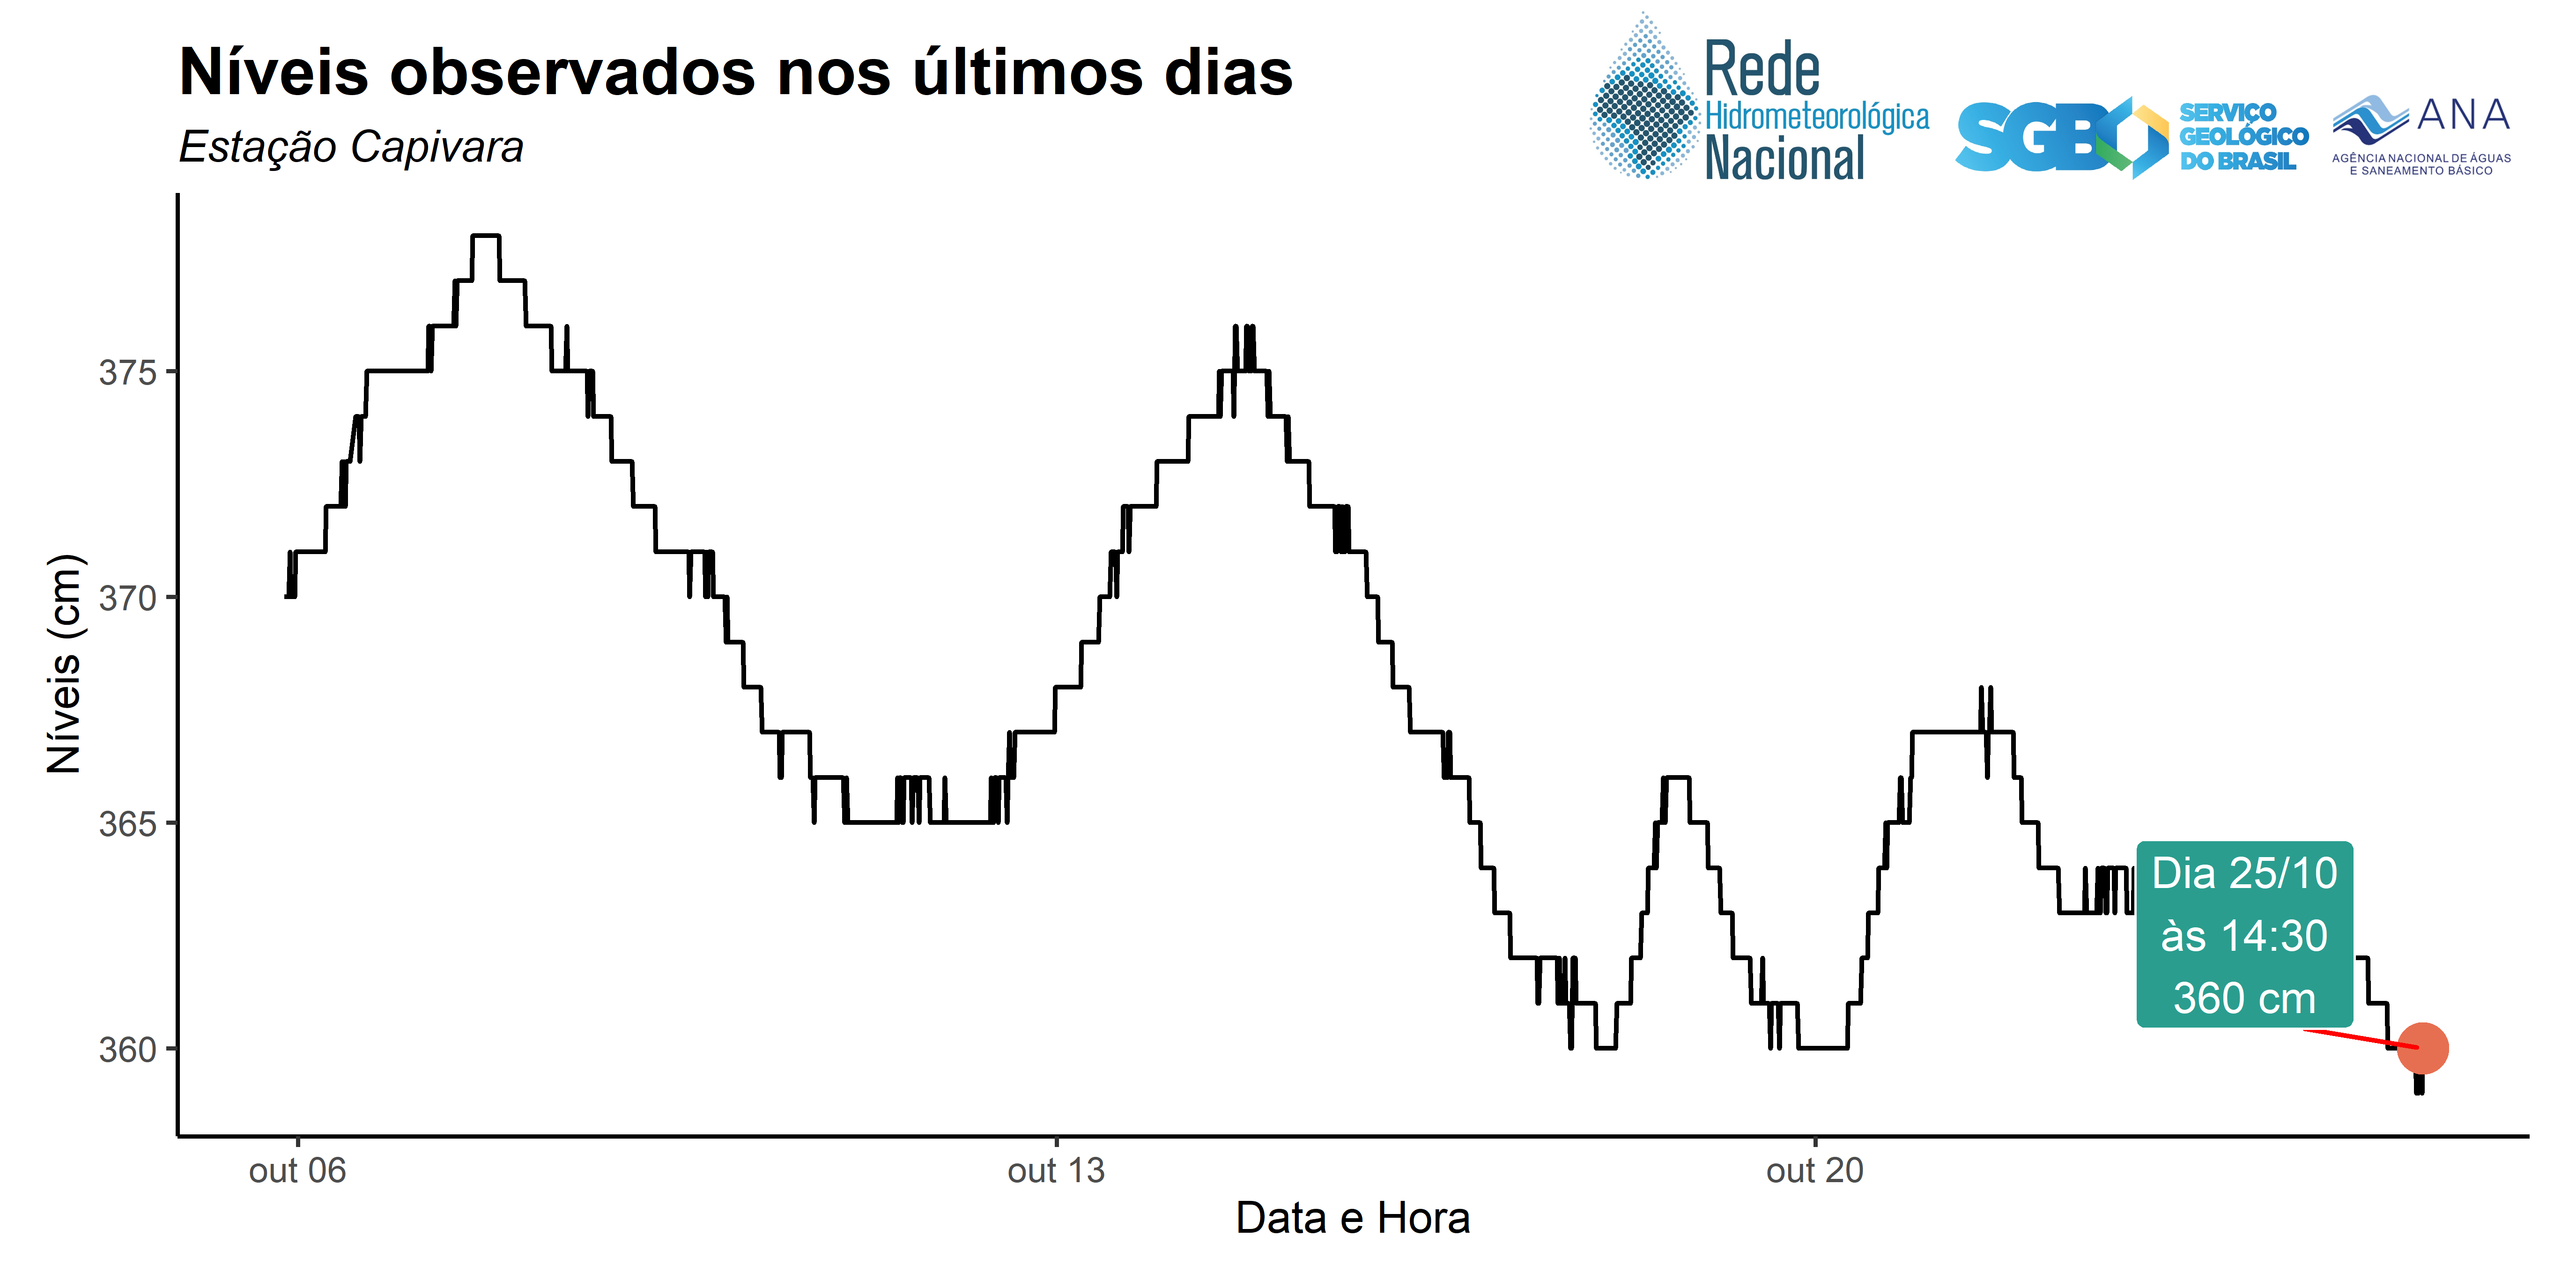 Níveis observados nos últimos dias
Estação Capivara
Rede
Hidrometeorológica
Nacional
SGB
SERVIÇO
GEOLÓGICO
DO BRASIL
ANA
AGÊNCIA NACIONAL DE ÁGUAS
E SANEAMENTO BÁSICO
Níveis (cm)
375
370
365
360
Dia 25/10
às 14:30
360 cm
out 06
out 13
out 20
Data e Hora